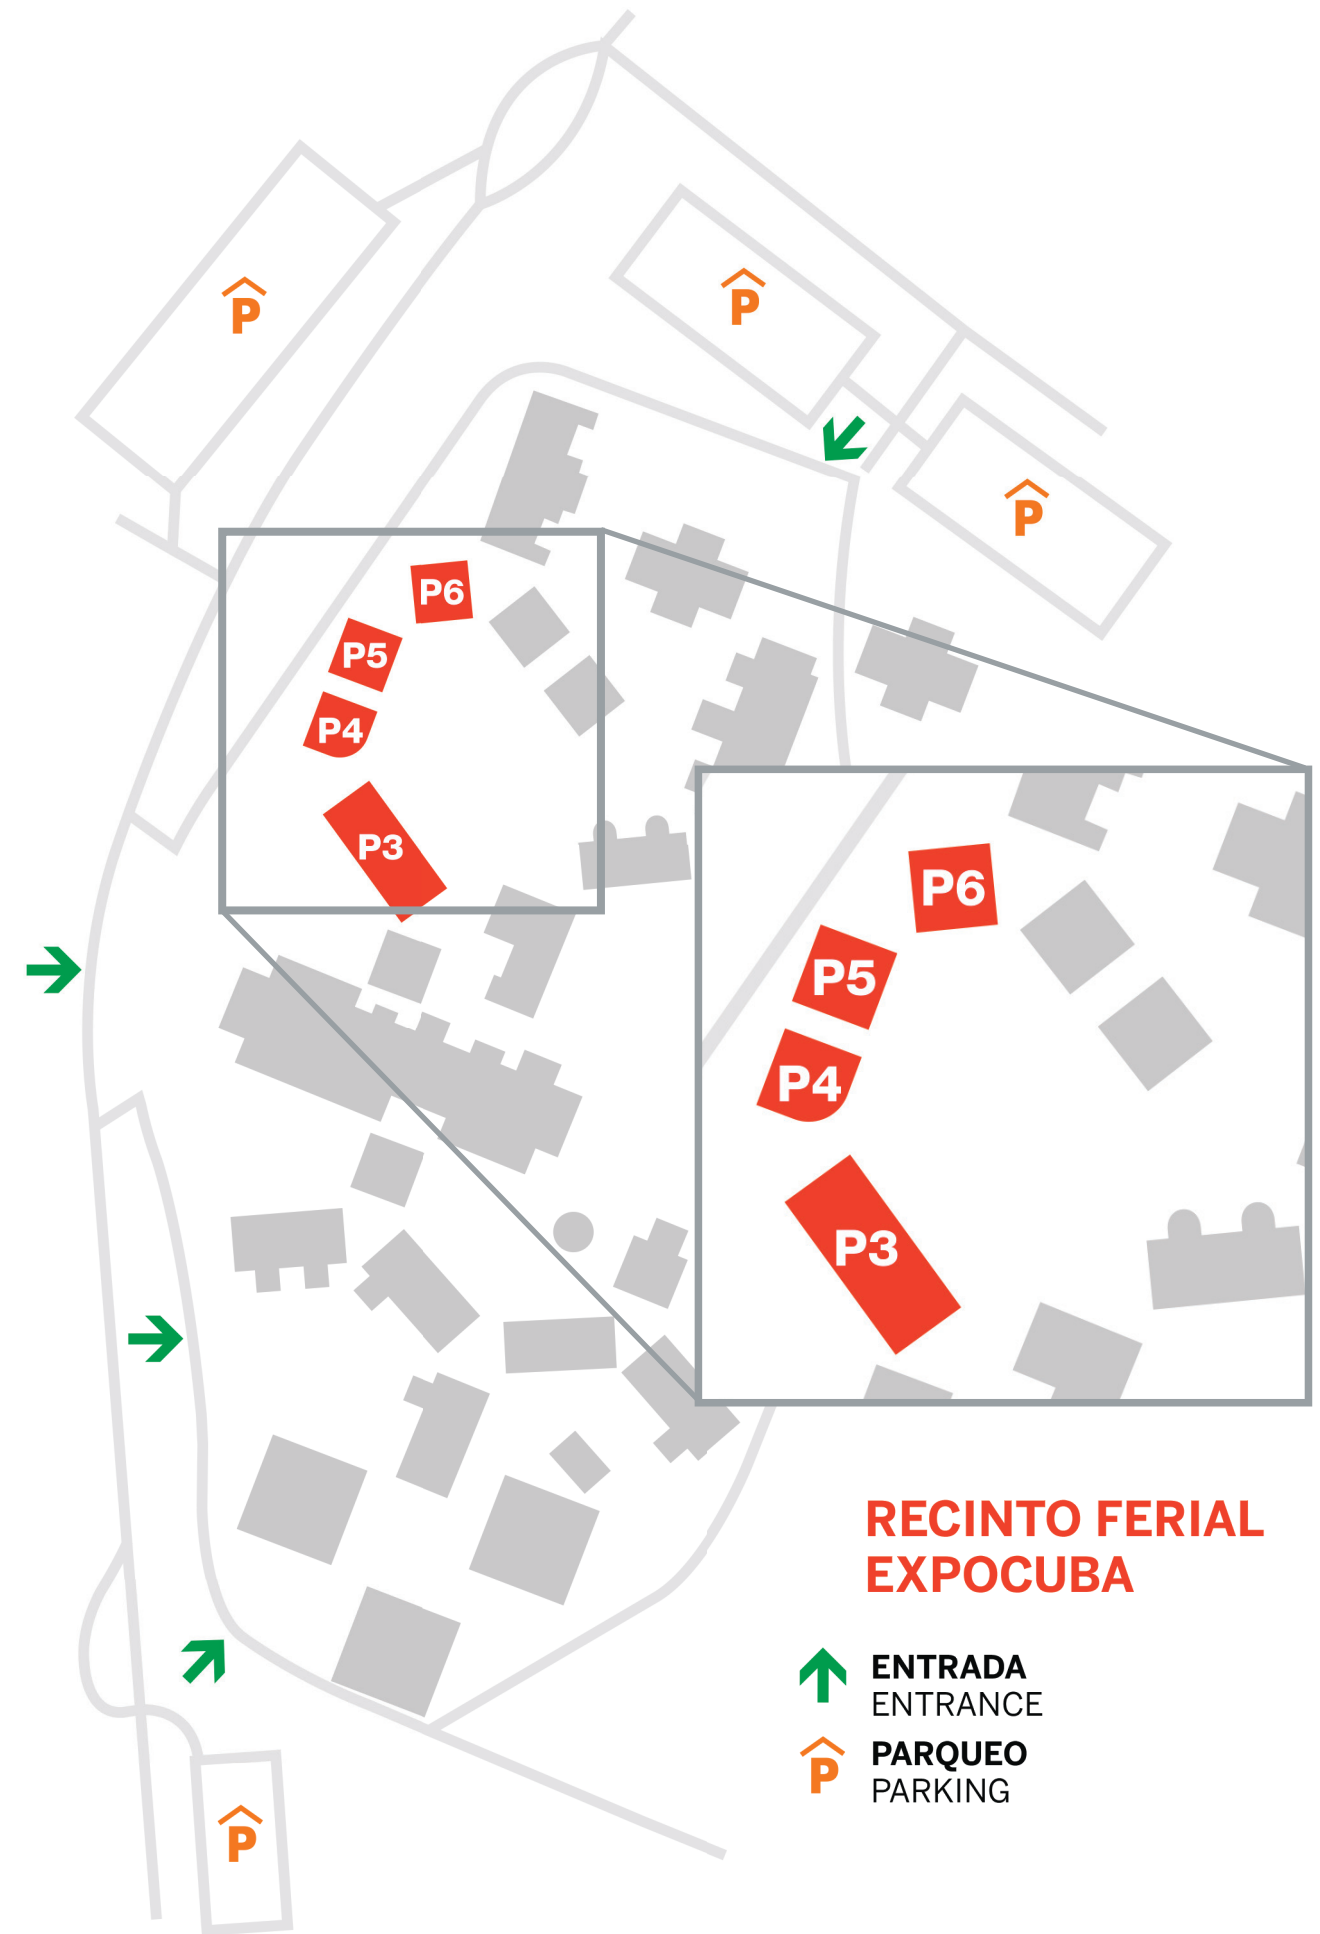 P
P
P
P6
P5
P4
P3
P6
P5
P4
P3
RECINTO FERIAL
EXPOCUBA
ENTRADA
ENTRANCE
P
PARQUEO
PARKING
P